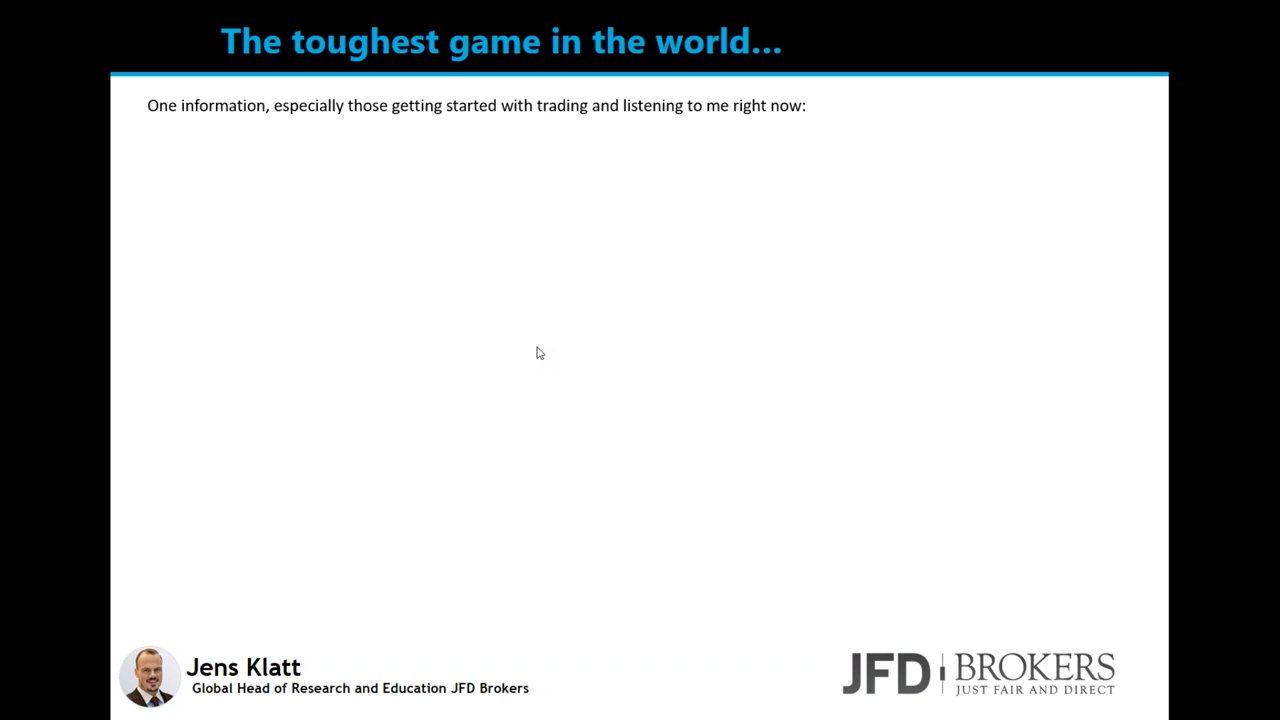 The toughest game in the world...
One information, especially those getting started with trading and listening to me right now:
Jens Klatt
Global Head of Research and Education JFD Brokers
JFD BROKERS
JUST FAIR AND DIRECT